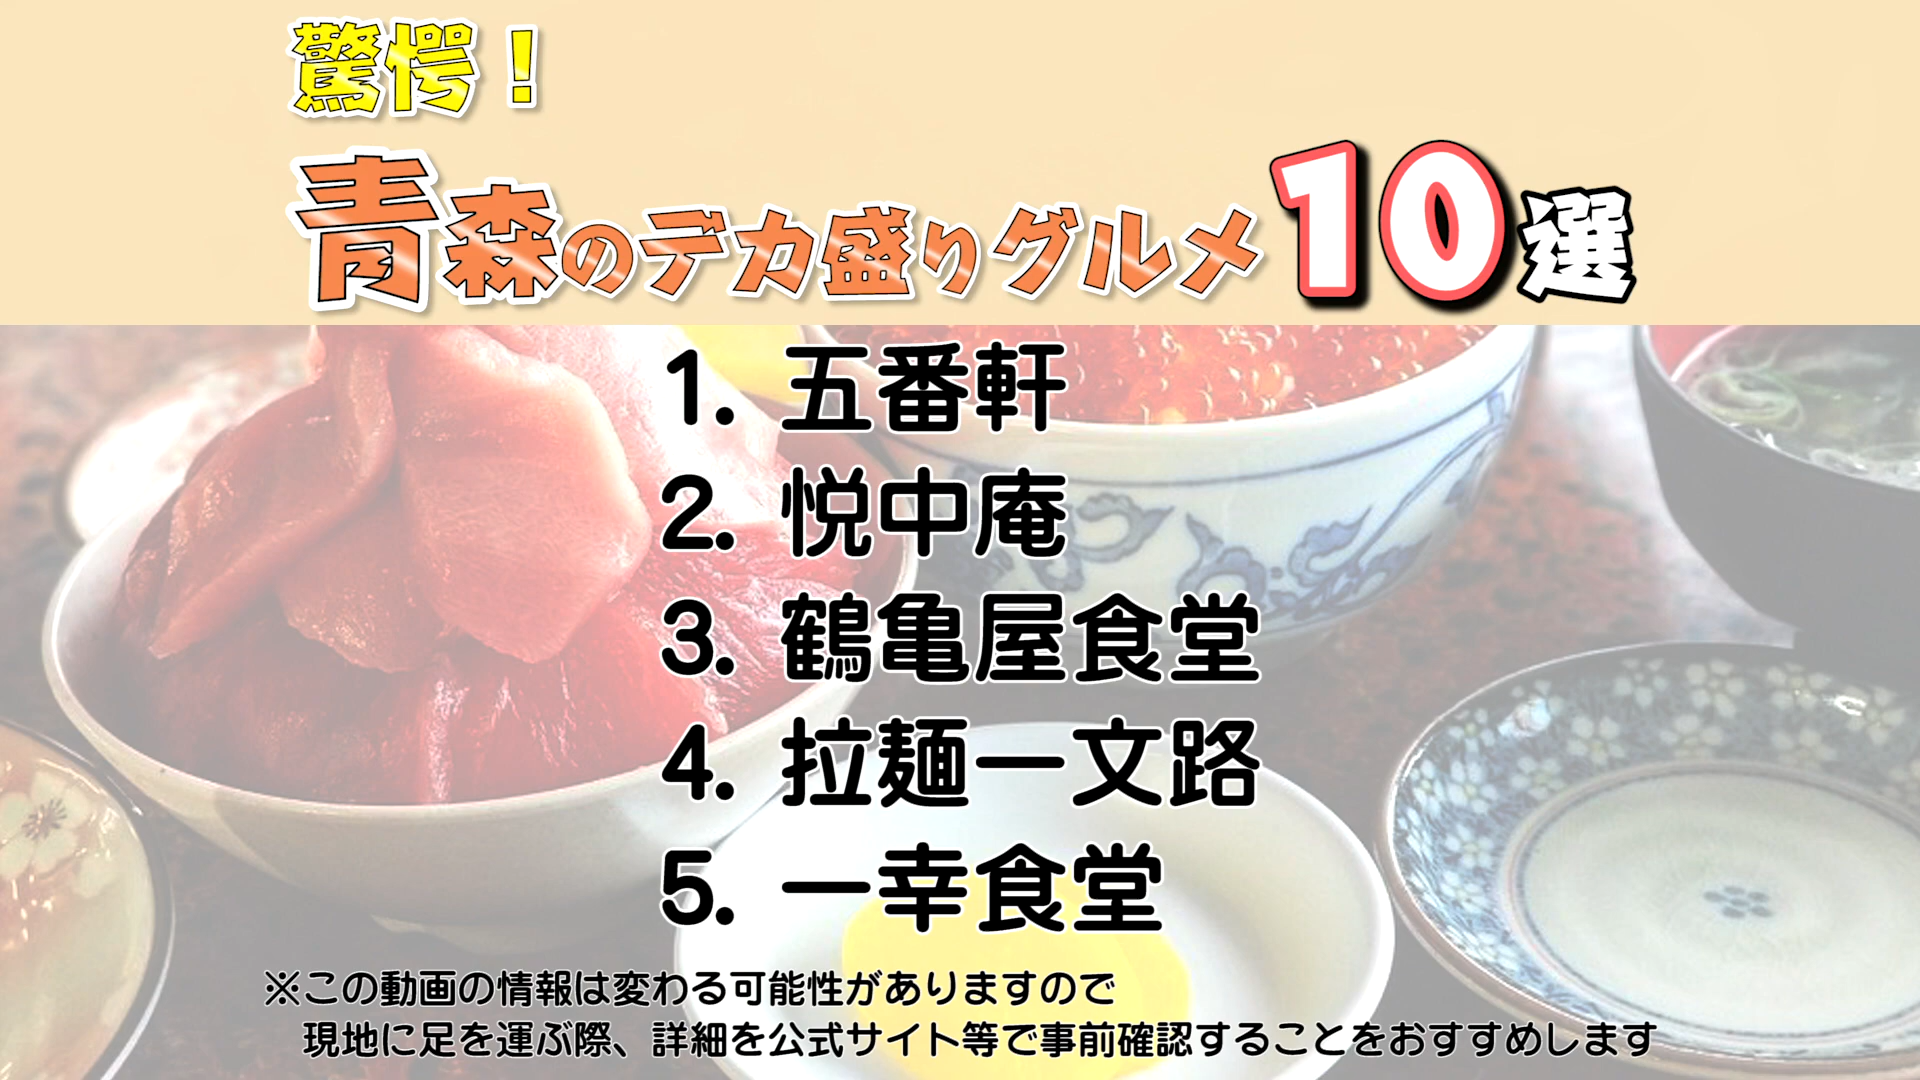 驚愕！
青森のデカ盛りグルメ10選
1. 五番軒
2. 悦中庵
3. 鶴亀屋食堂
4. 拉麺一文路
5. 一幸食堂
※この動画の情報は変わる可能性がありますので
現地に足を運ぶ際、詳細を公式サイト等で事前確認することをおすすめします